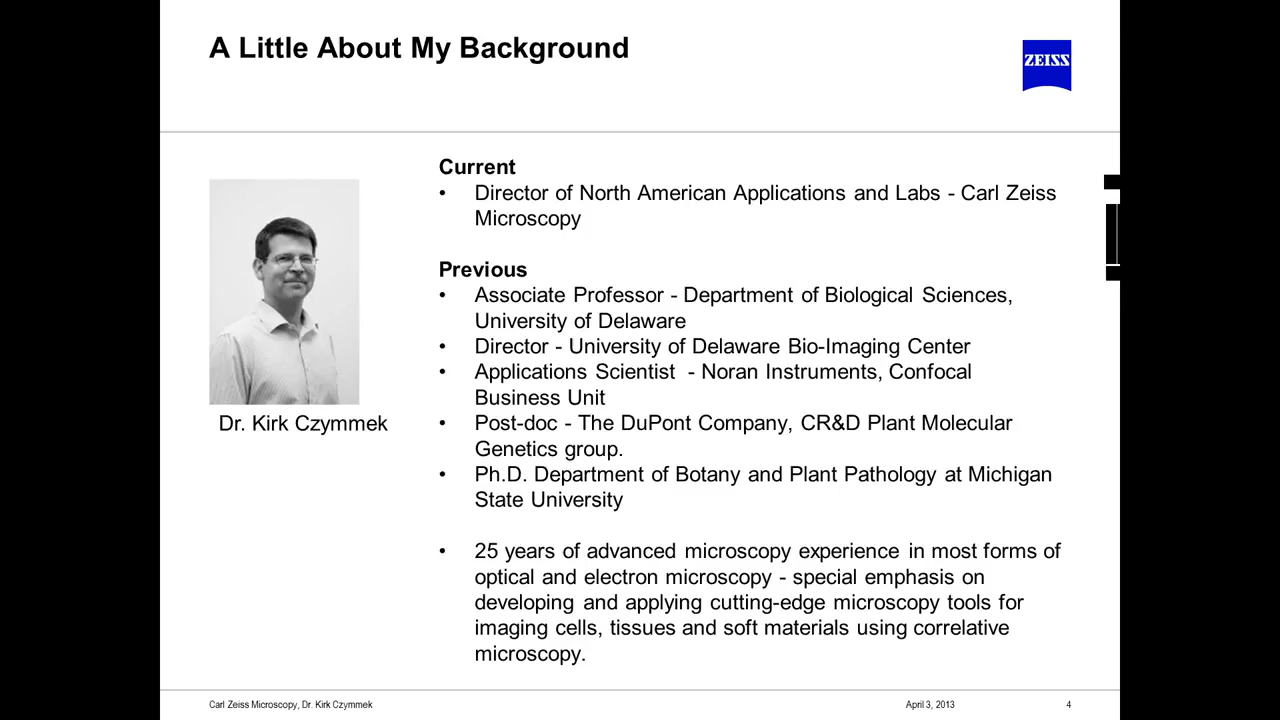 A Little About My Background
ZEISS
Current
• Director of North American Applications and Labs - Carl Zeiss
Microscopy
Previous
• Associate Professor - Department of Biological Sciences,
University of Delaware
• Director - University of Delaware Bio-Imaging Center
• Applications Scientist - Noran Instruments, Confocal
Business Unit
• Post-doc - The DuPont Company, CR&D Plant Molecular
Genetics group.
• Ph.D. Department of Botany and Plant Pathology at Michigan
State University
• 25 years of advanced microscopy experience in most forms of
optical and electron microscopy - special emphasis on
developing and applying cutting-edge microscopy tools for
imaging cells, tissues and soft materials using correlative
microscopy.
Dr. Kirk Czymmek
Carl Zeiss Microscopy, Dr. Kirk Czymmek
April 3, 2013
4